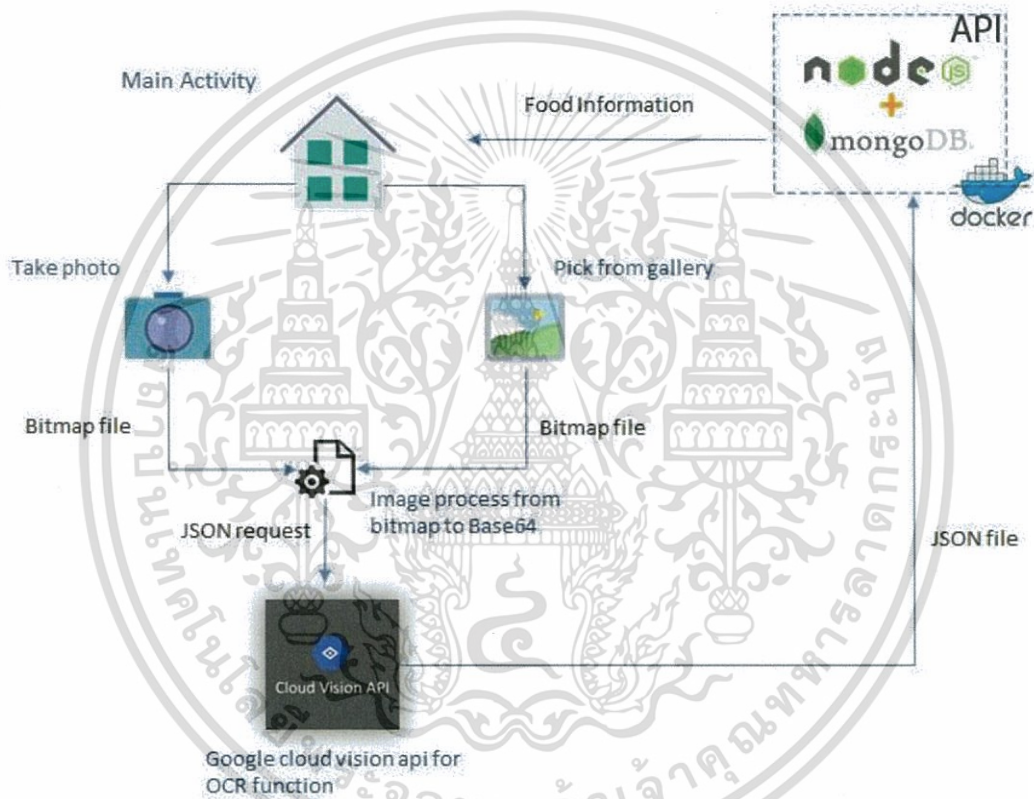 API
node JS
+
mongoDB.
docker
Main Activity
Food Information
Take photo
Pick from gallery
Bitmap file
Bitmap file
Image process from
bitmap to Base64
JSON request
JSON file
Cloud Vision API
Google cloud vision api for
OCR function